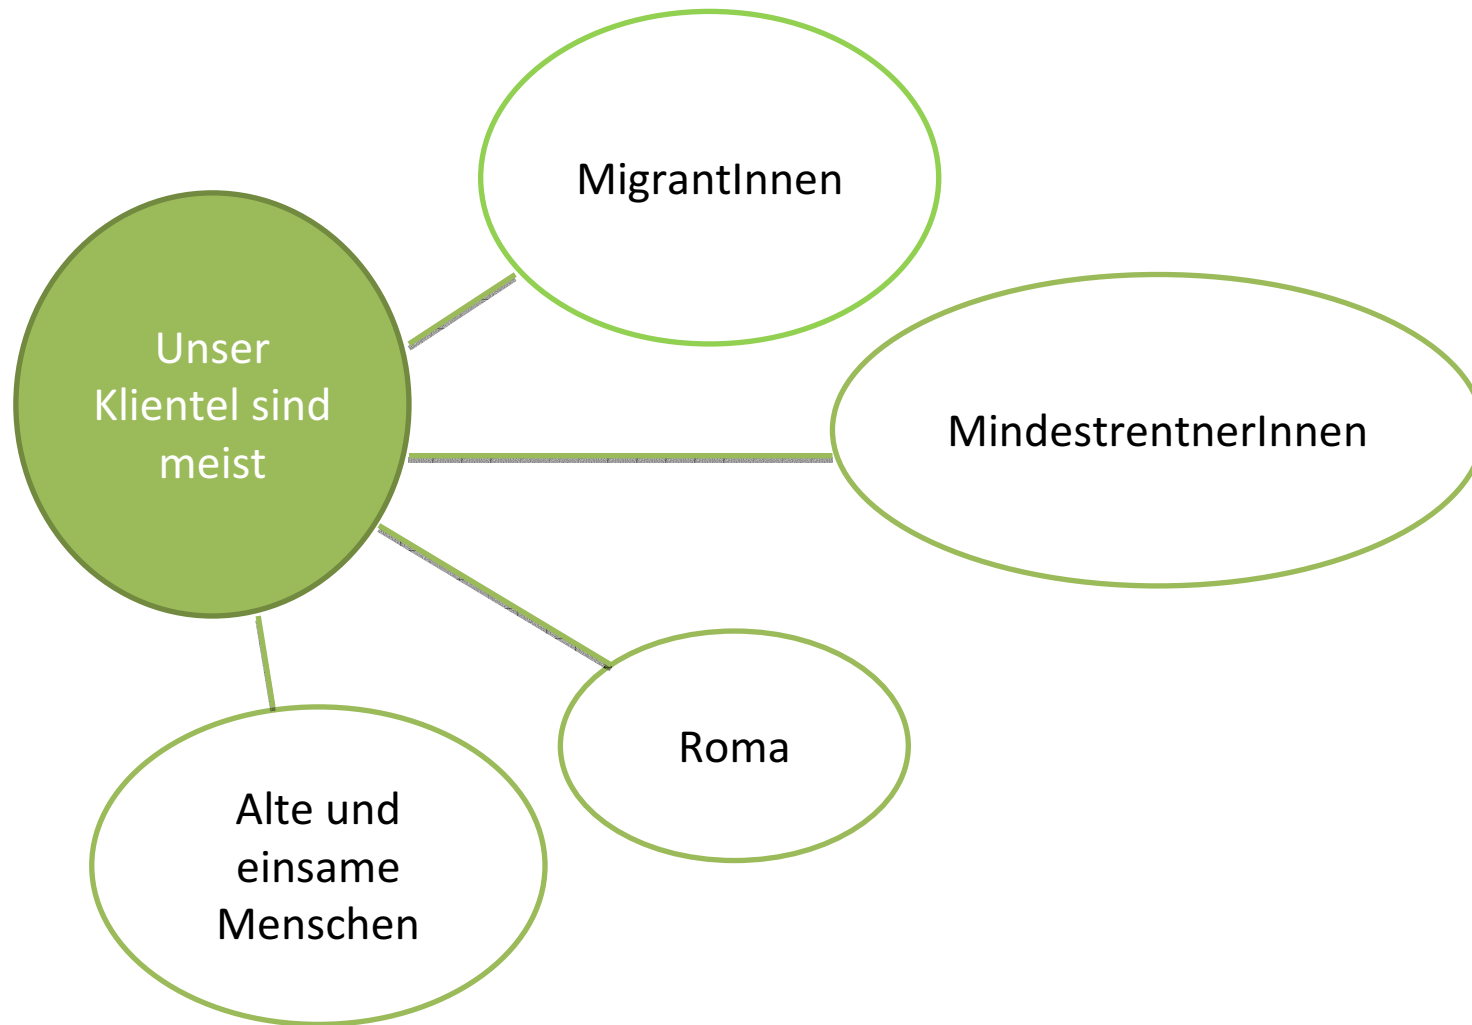 Unser
Klientel sind
meist
MigrantInnen
MindestrentnerInnen
Roma
Alte und
einsame
Menschen